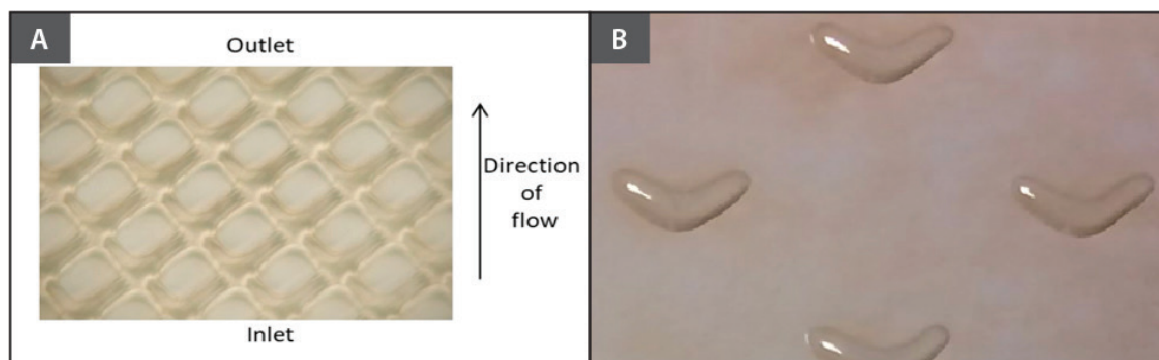 A
Outlet
Direction
of
flow
Inlet
B